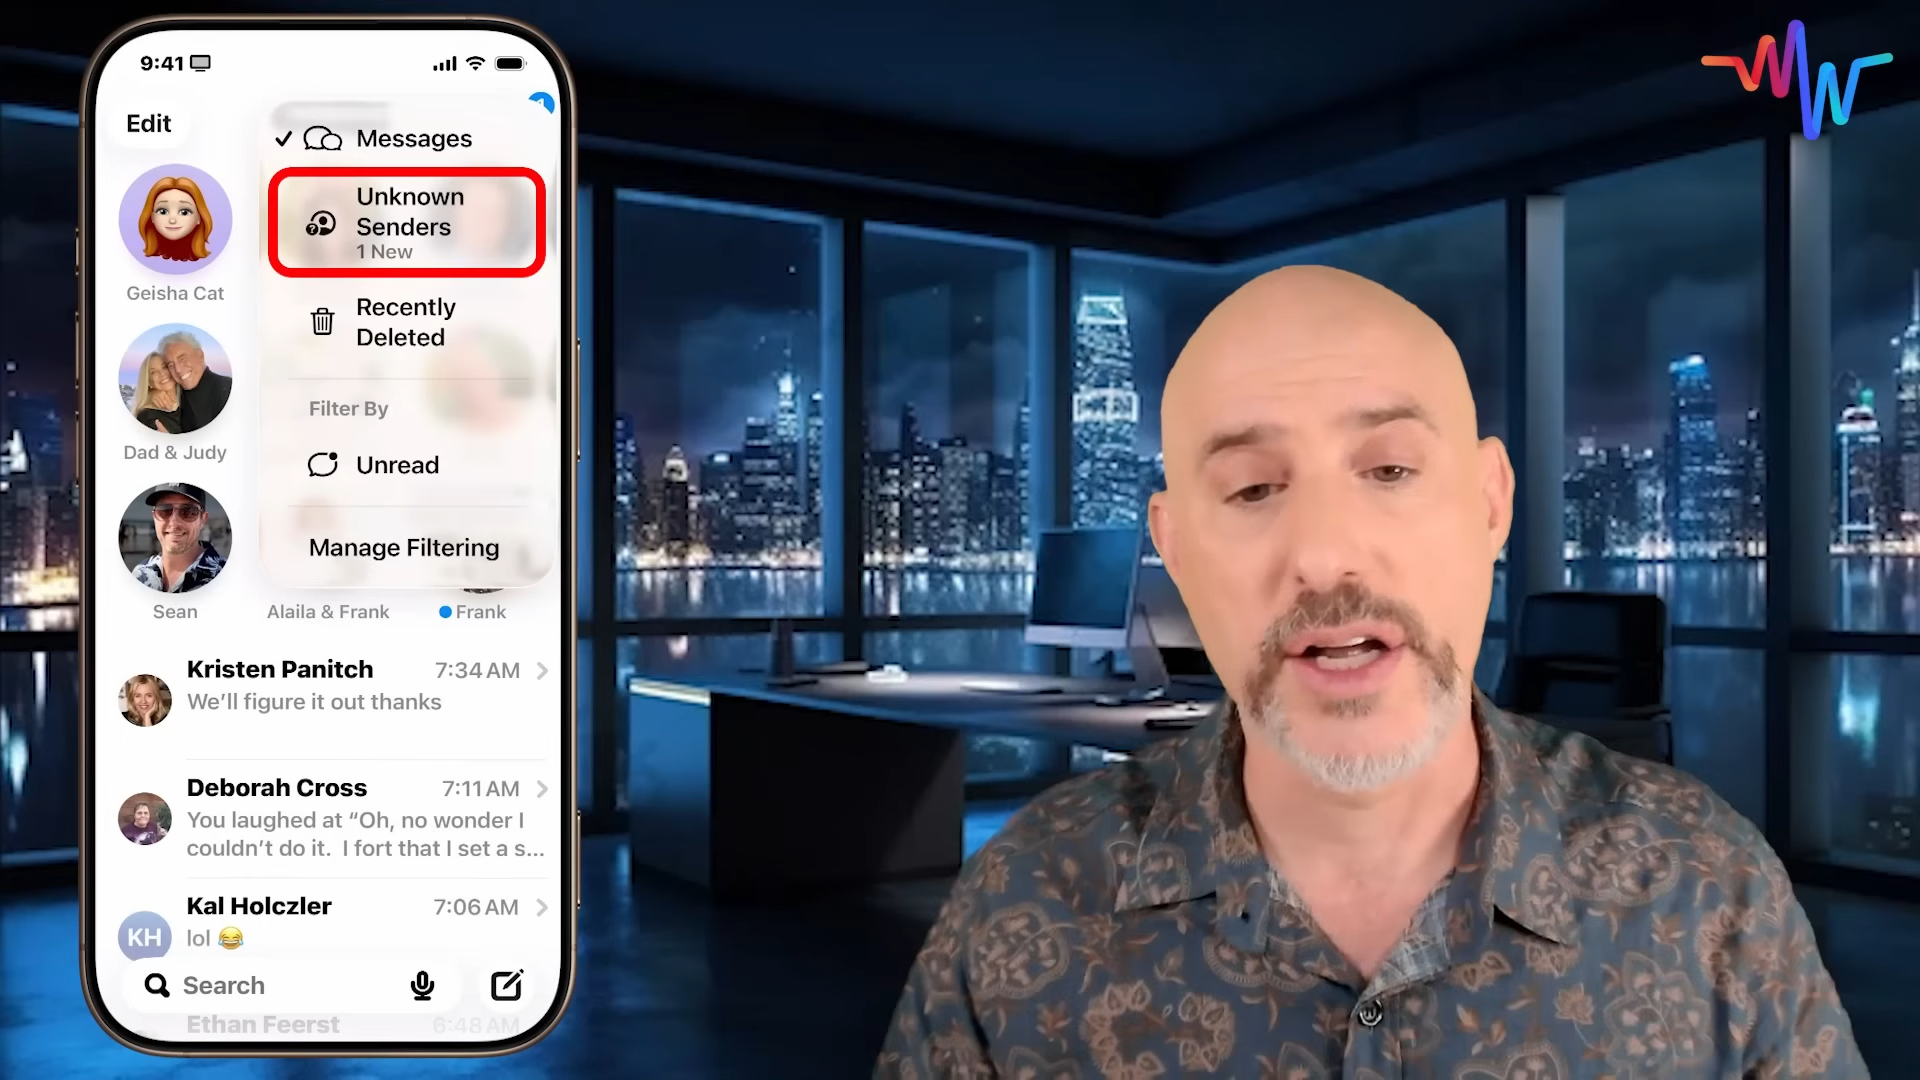 9:41
Edit
Messages
Unknown
Senders
1 New
Recently
Deleted
Filter By
Unread
Manage Filtering
Geisha Cat
Dad & Judy
Sean
Alaila & Frank
Frank
Kristen Panitch
7:34 AM
We’ll figure it out thanks
Deborah Cross
7:11 AM
You laughed at “Oh, no wonder I
couldn’t do it. I fort that I set a s...
KH
Kal Holczler
7:06 AM
lol 😂
Search
Ethan Feerst
6:48 AM